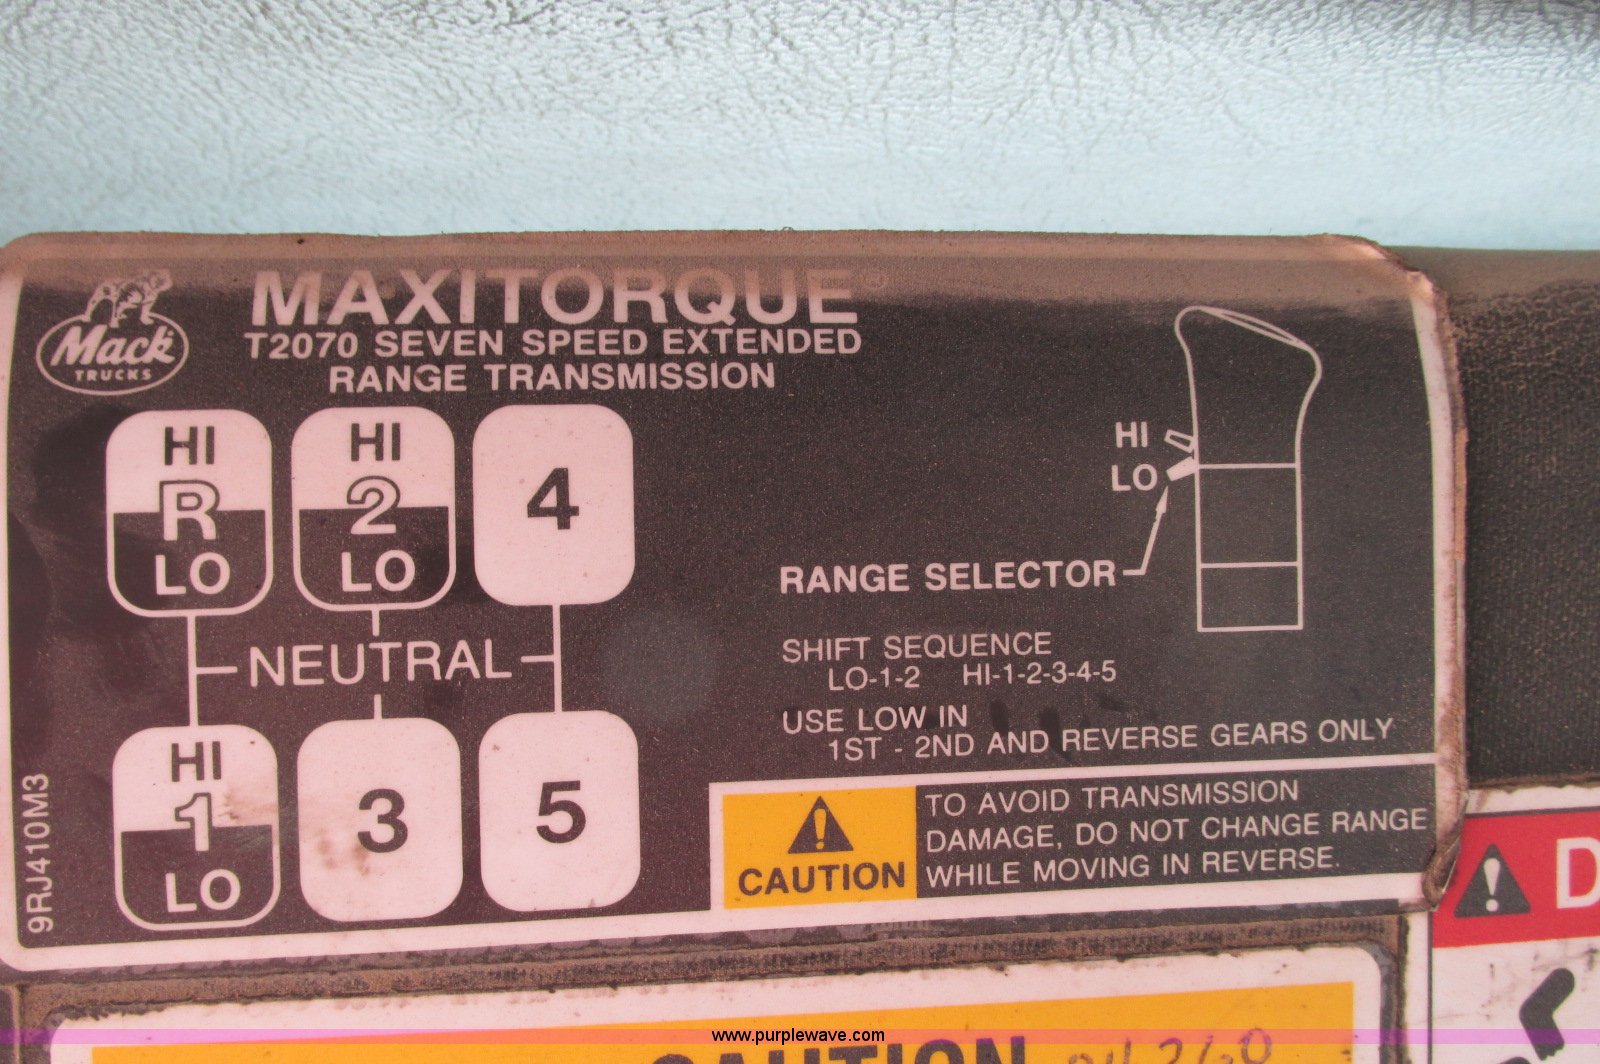 MAXITORQUE®
T2070 SEVEN SPEED EXTENDED
RANGE TRANSMISSION
Mack
TRUCKS
HI
R
LO
HI
2
LO
4
NEUTRAL
HI
1
LO
3
5
9RJ410M3
HI
LO
RANGE SELECTOR
SHIFT SEQUENCE
LO-1-2 HI-1-2-3-4-5
USE LOW IN
1ST - 2ND AND REVERSE GEARS ONLY
CAUTION
TO AVOID TRANSMISSION
DAMAGE, DO NOT CHANGE RANGE
WHILE MOVING IN REVERSE.
D
CAUTION
www.purplewave.com